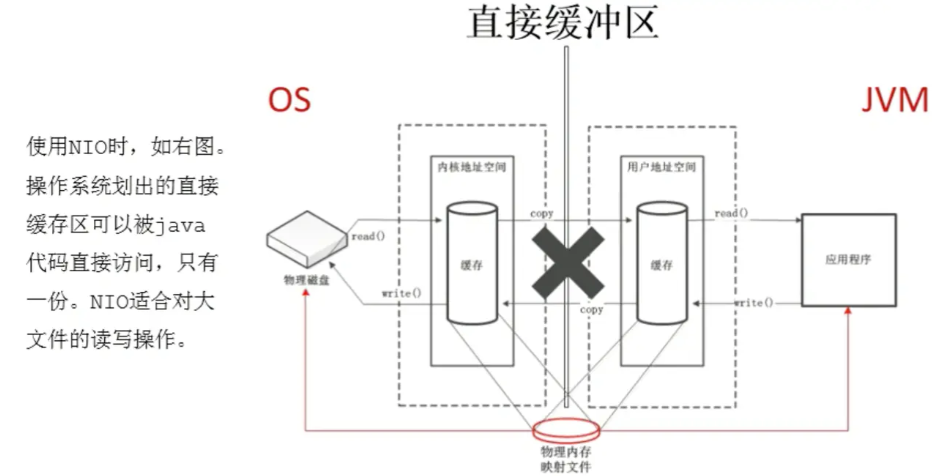 直接缓冲区
OS
JVM
使用NIO时，如右图。
操作系统划出的直接
缓存区可以被java
代码直接访问，只有
一份。NIO适合对大
文件的读写操作。
内核地址空间
用户地址空间
copy
read()
read()
缓存
缓存
应用程序
物理磁盘
write()
write()
copy
物理内存
映射文件